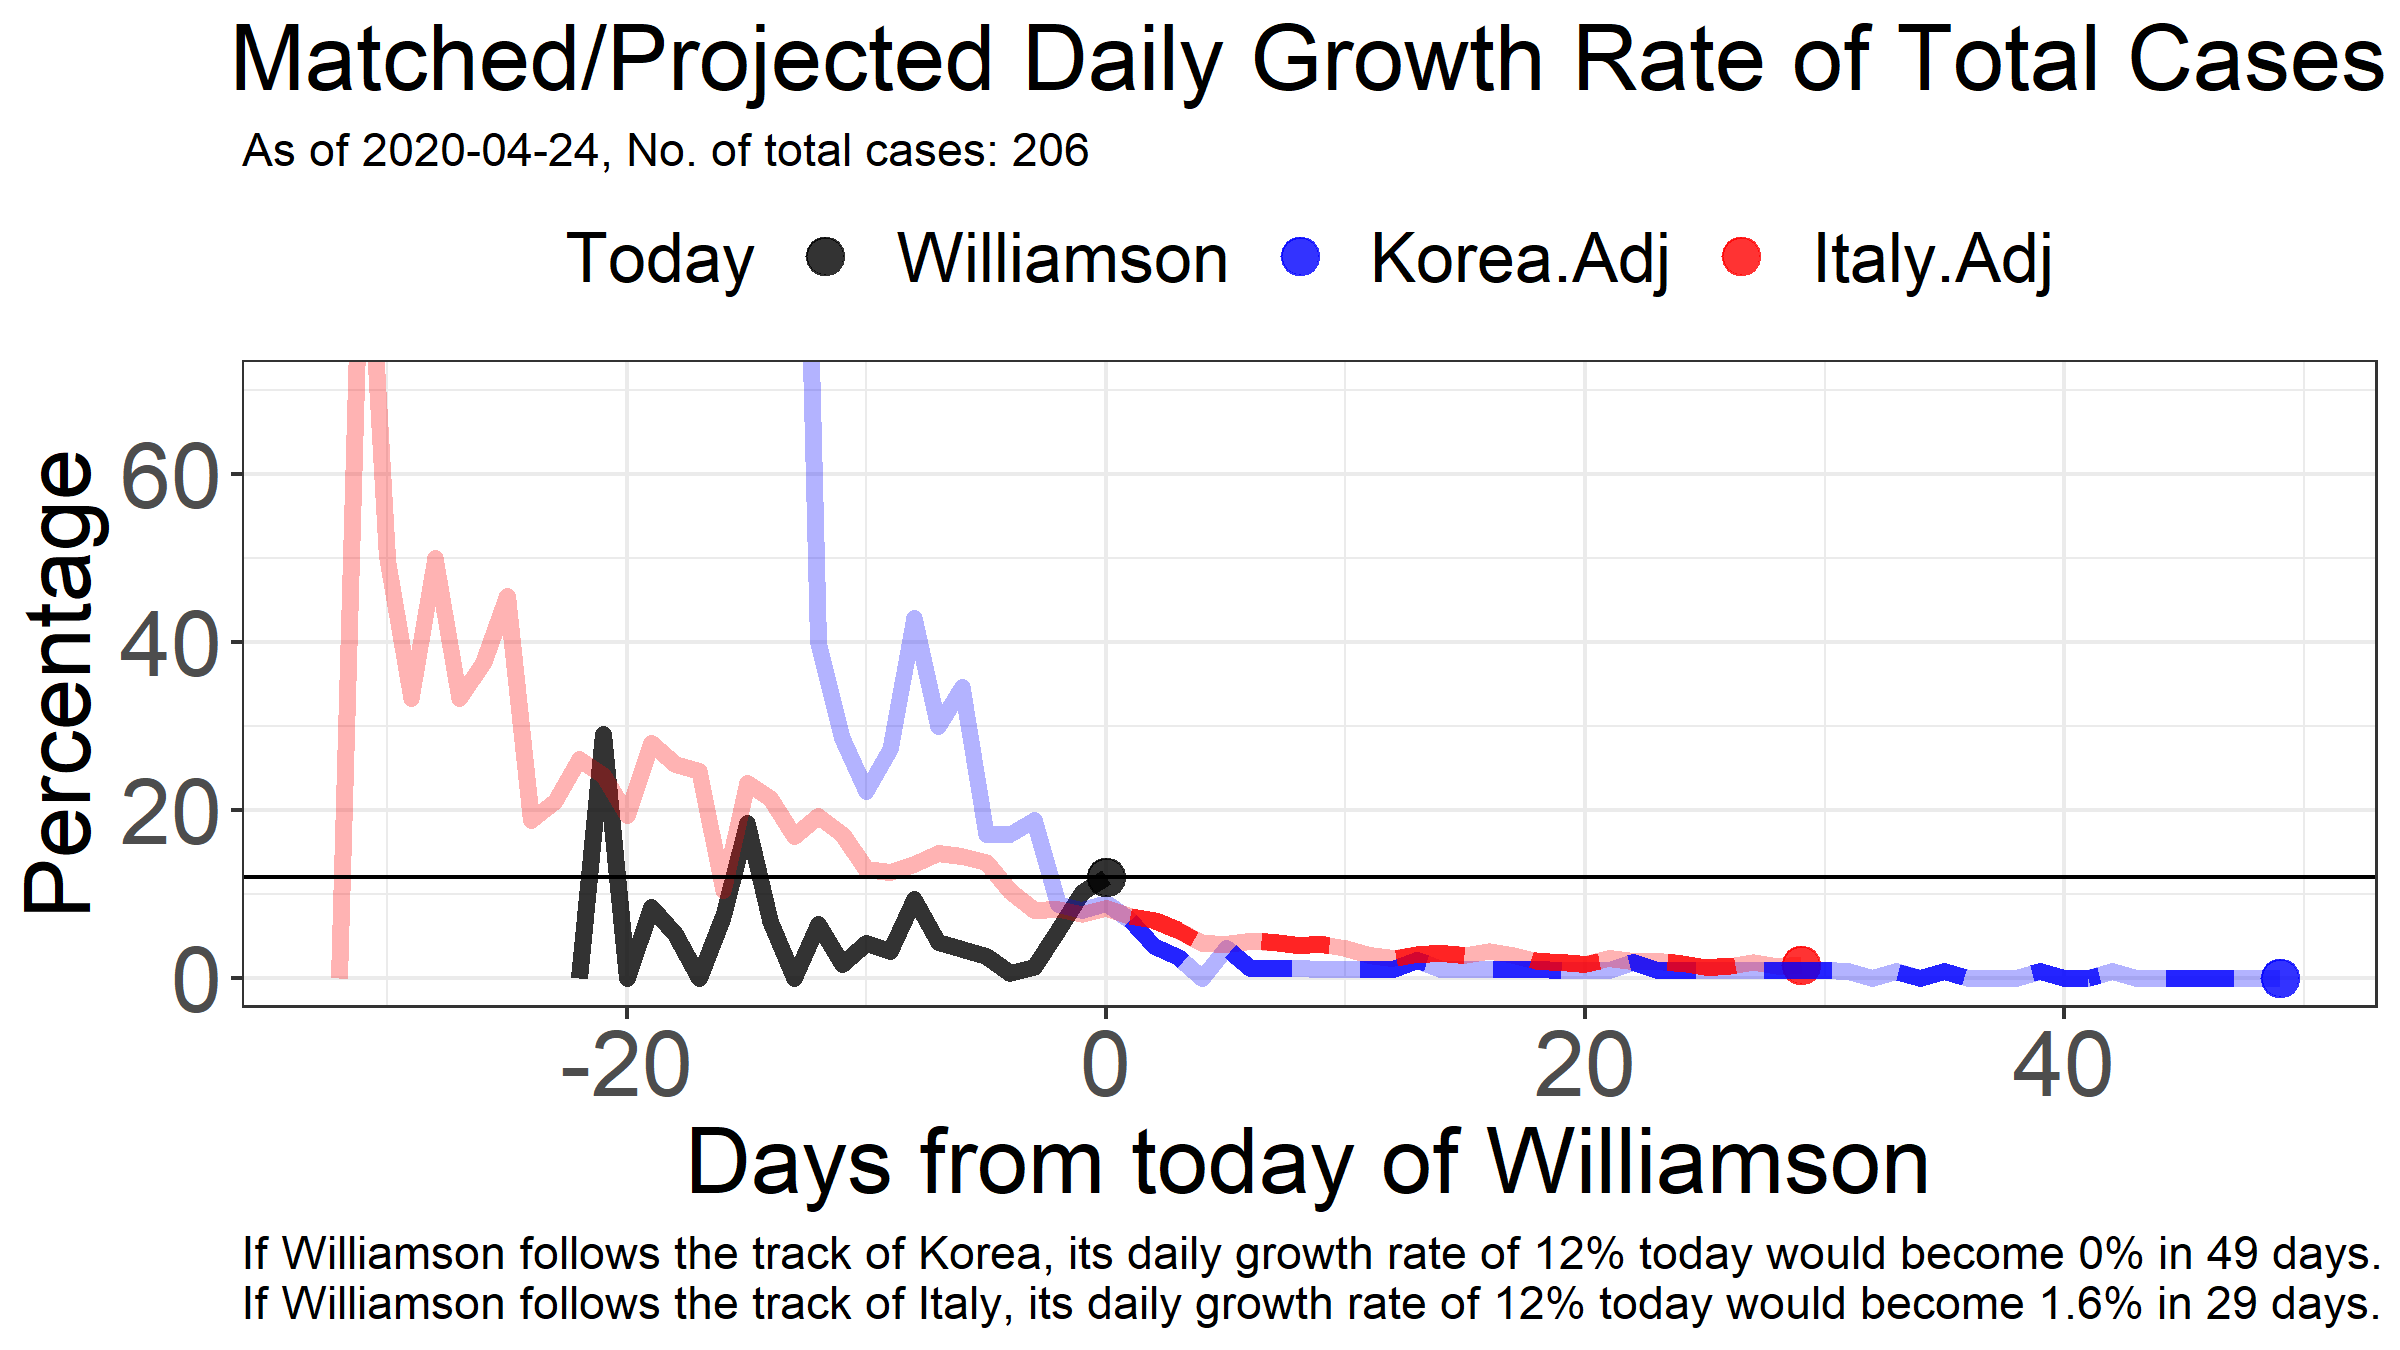 Matched/Projected Daily Growth Rate of Total Cases
As of 2020-04-24, No. of total cases: 206
Today Williamson Korea.Adj Italy.Adj
Percentage
60
40
20
0
-20 0 20 40
Days from today of Williamson
If Williamson follows the track of Korea, its daily growth rate of 12% today would become 0% in 49 days.
If Williamson follows the track of Italy, its daily growth rate of 12% today would become 1.6% in 29 days.